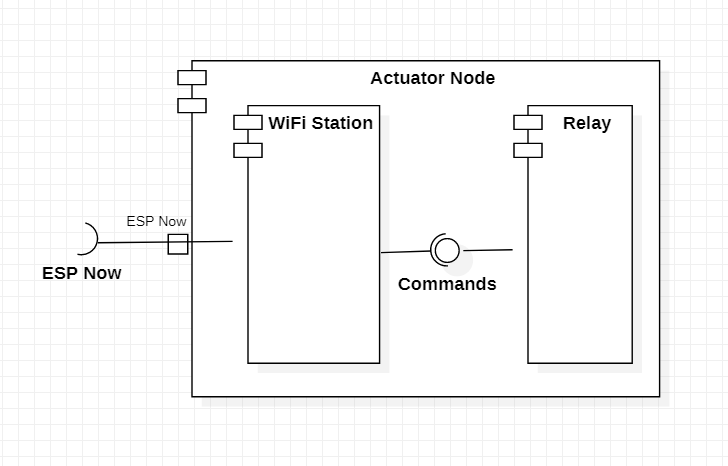 Actuator Node
WiFi Station
Relay
ESP Now
ESP Now
Commands